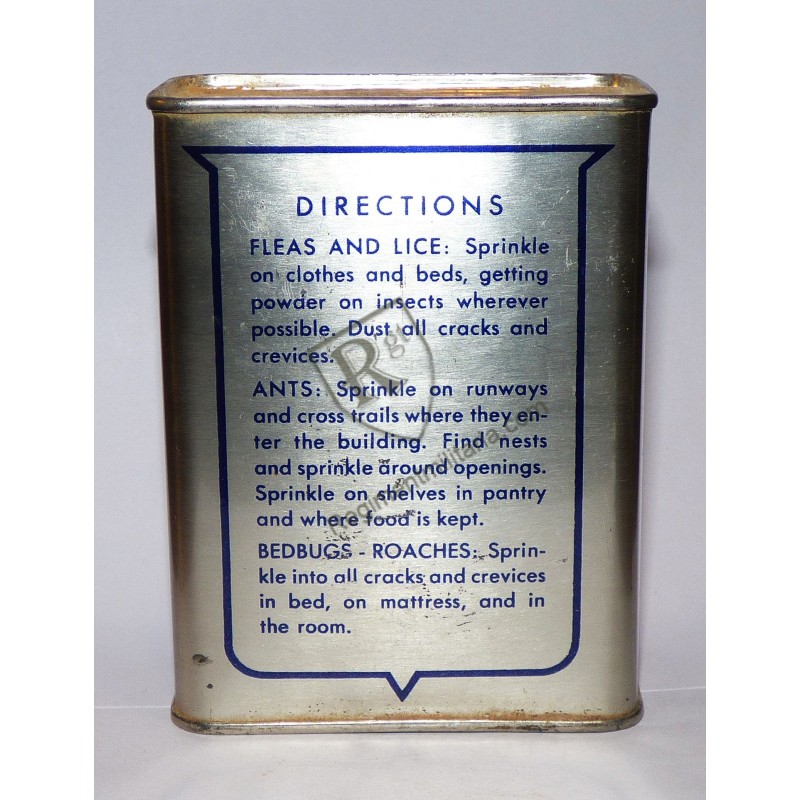 DIRECTIONS
FLEAS AND LICE: Sprinkle
on clothes and beds, getting
powder on insects wherever
possible. Dust all cracks and
crevices.
ANTS: Sprinkle on runways
and cross trails where they en-
ter the building. Find nests
and sprinkle around openings.
Sprinkle on shelves in pantry
and where food is kept.
BEDBUGS - ROACHES: Sprin-
kle into all cracks and crevices
in bed, on mattress, and in
the room.
Rgt
Regimentmilitaria.com